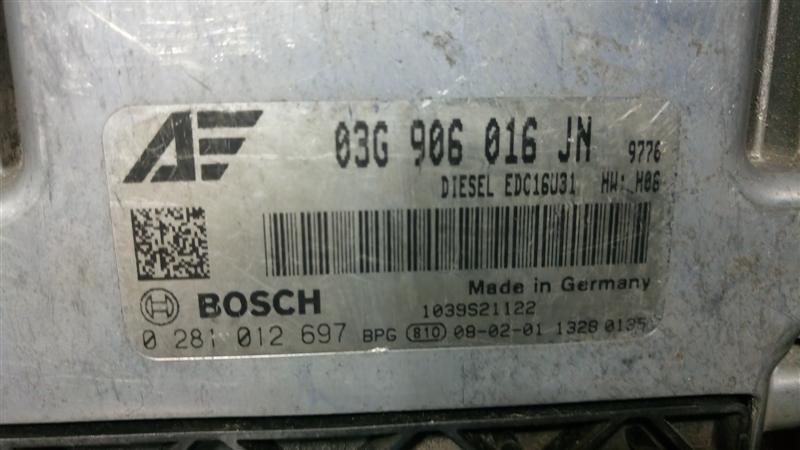 03G 906 016 JN 9776
DIESEL EDC16U31 HW: H06
Made in Germany
BOSCH 1039S21122
0 281 012 697 BPG 810 08-02-01 1328 0135